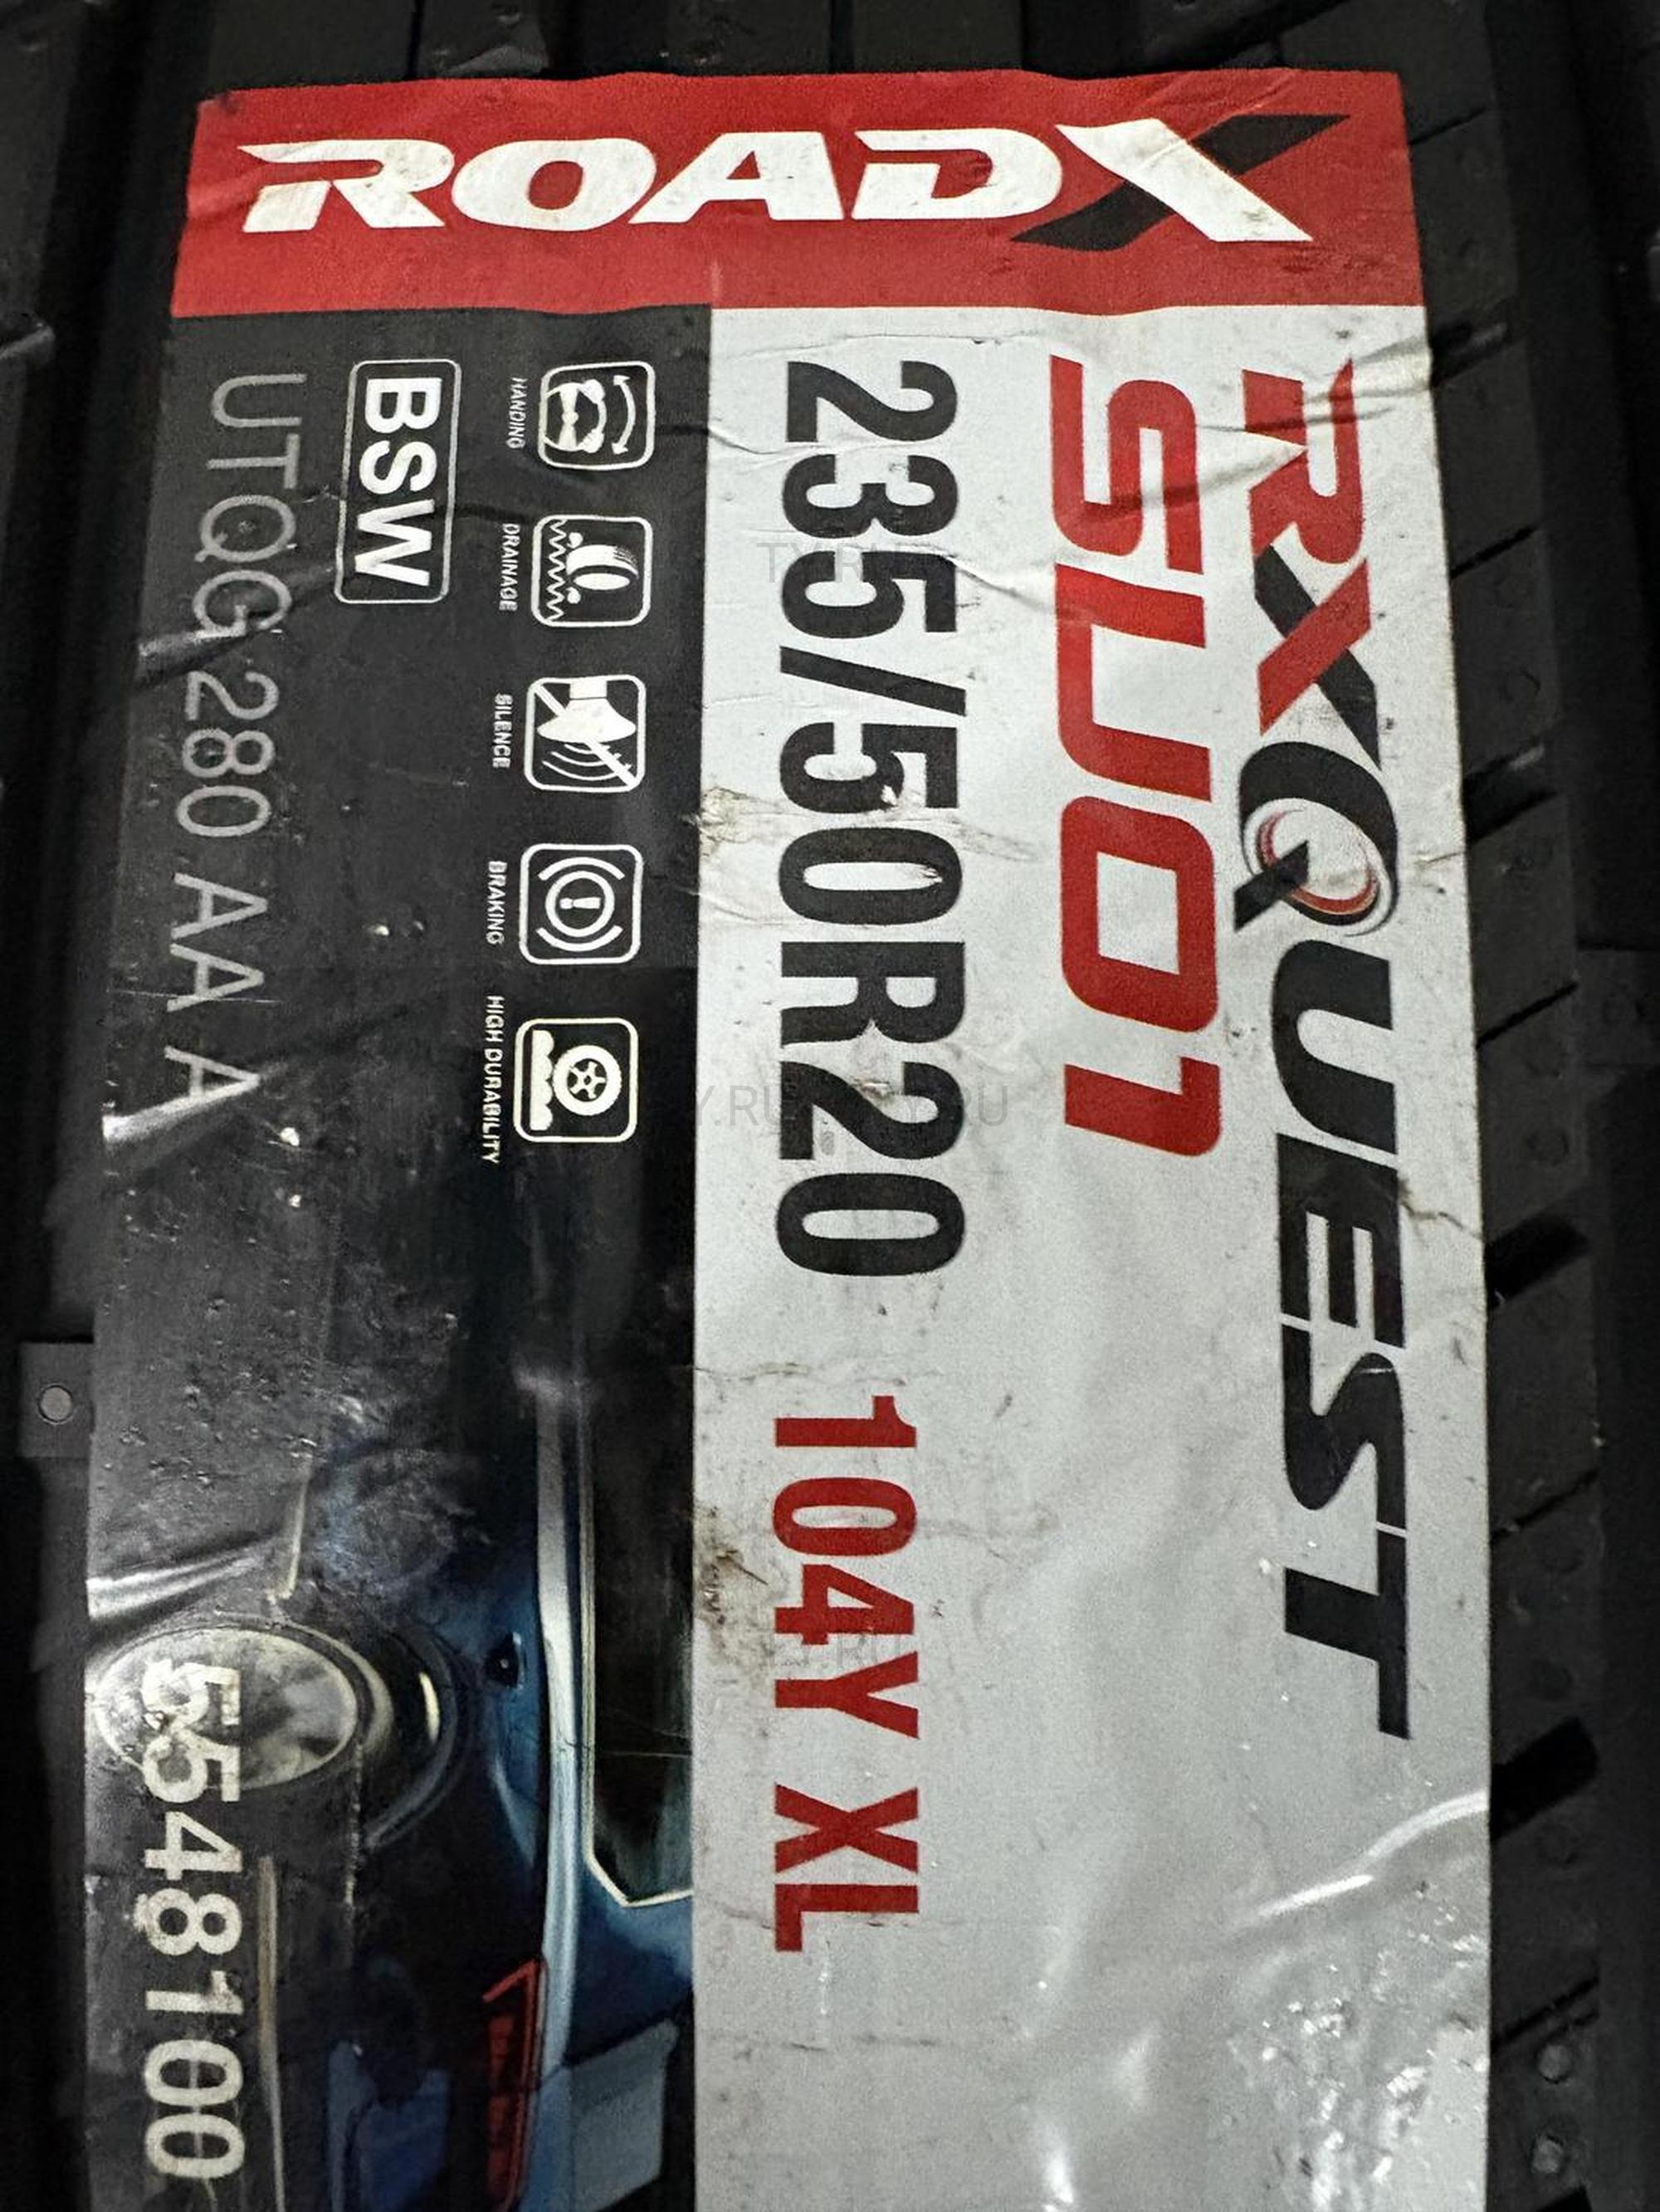 ROADX
RXQUEST
SU01
235/50R20 104Y XL
HANDING
DRAINAGE
SILENCE
BRAKING
HIGH DURABILITY
BSW
UTQG 280 AA A
5548100